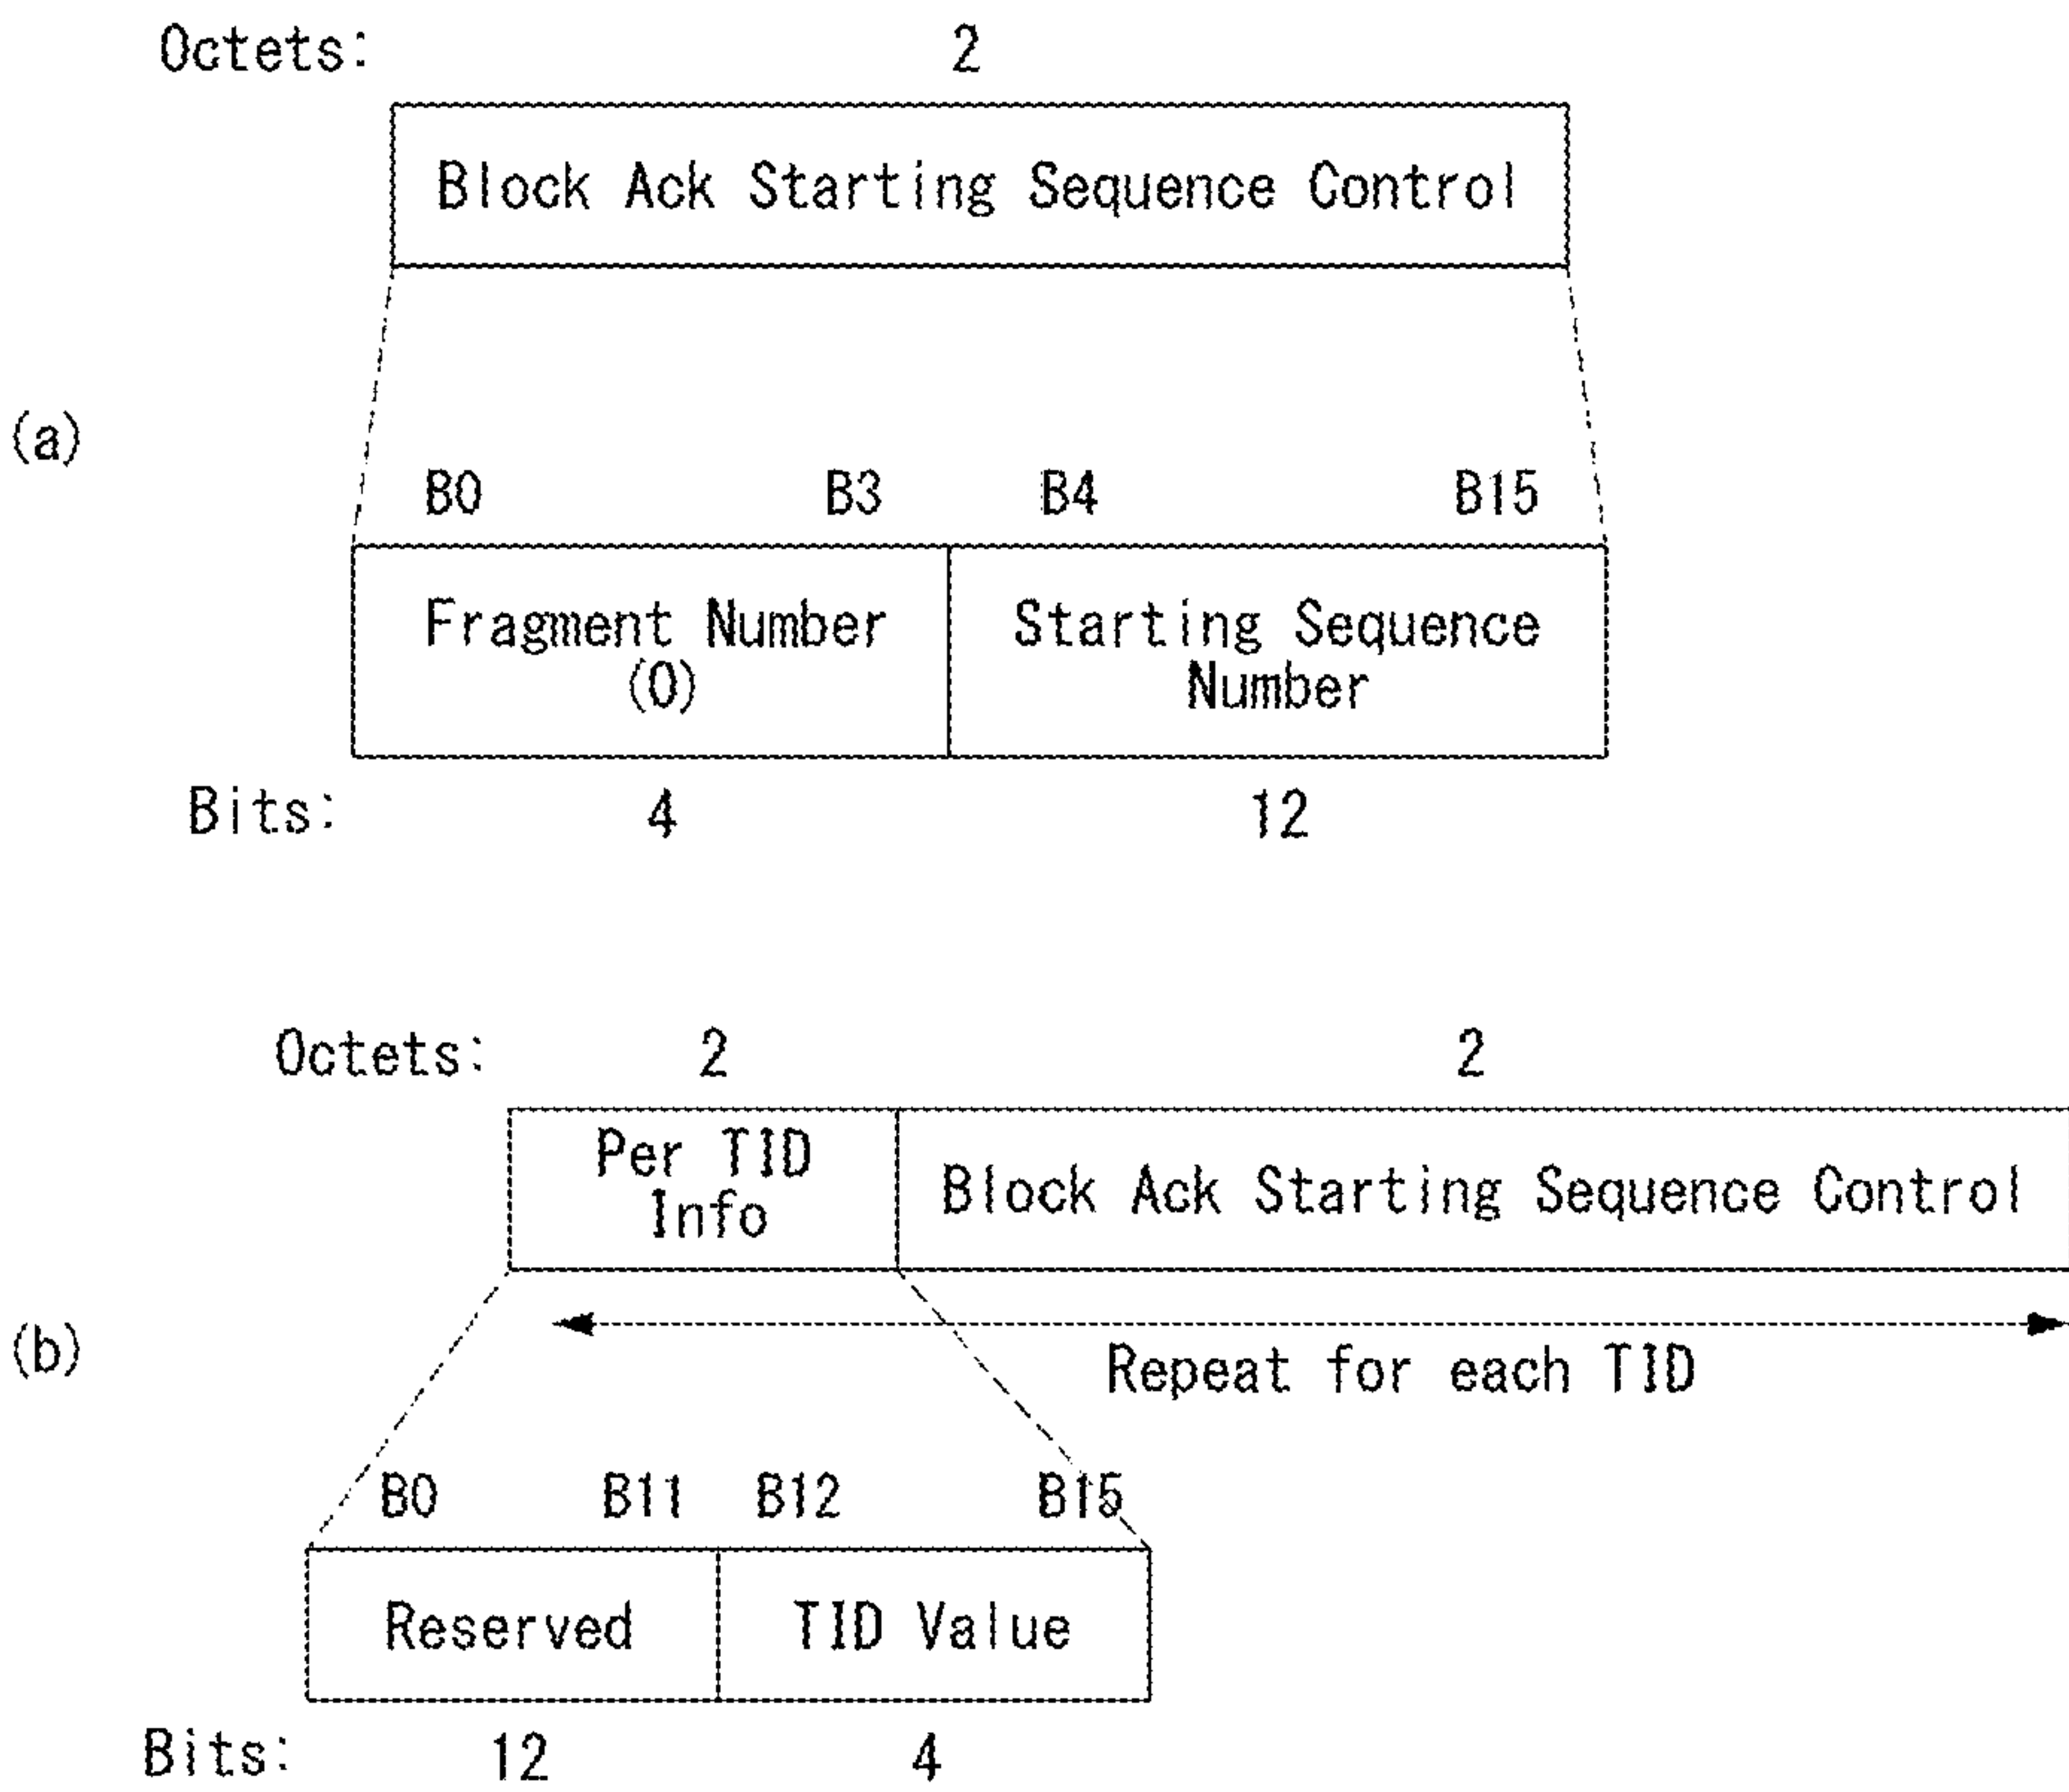 Octets: 2
Block Ack Starting Sequence Control
(a)
B0 B3 B4 B15
Fragment Number
(0)
Starting Sequence
Number
Bits: 4 12
Octets: 2 2
Per TID
Info
Block Ack Starting Sequence Control
(b)
Repeat for each TID
B0 B11 B12 B15
Reserved TID Value
Bits: 12 4